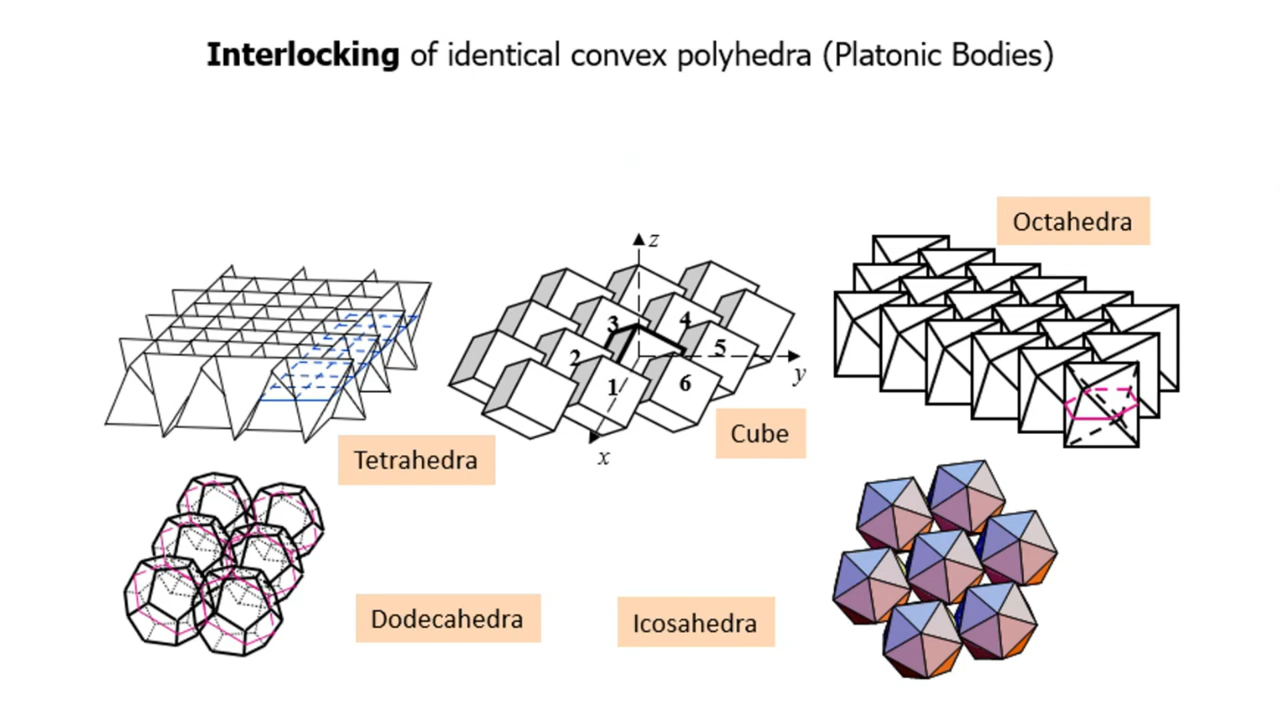 Interlocking of identical convex polyhedra (Platonic Bodies)
Octahedra
z
3
4
5
2
1
6
y
x
Cube
Tetrahedra
Dodecahedra
Icosahedra